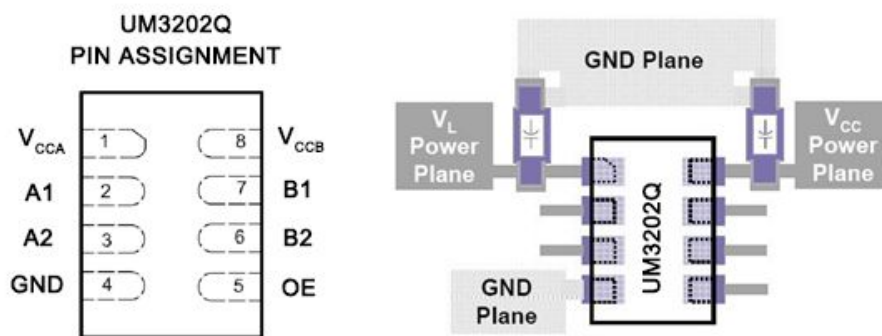 UM3202Q
PIN ASSIGNMENT
VCCA
1
8
VCCB
A1
2
7
B1
A2
3
6
B2
GND
4
5
OE
GND Plane
VL
Power
Plane
VCC
Power
Plane
UM3202Q
GND
Plane